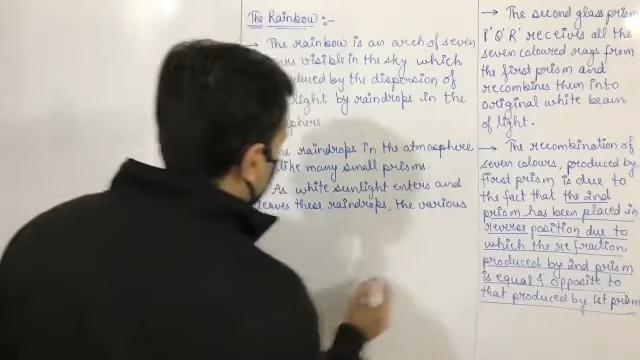 The Rainbow :-
→ The rainbow is an arch of seven
visible in the sky which
by the dispersion of
light by raindrops in the
raindrops in the atmosphere
like many small prisms
As white sunlight enters and
leaves these raindrops, the various
→ The second glass prism
P'Q'R' receives all the
seven coloured rays from
the first prism and
recombines them into
original white beam
of light.
→ The recombination of
seven colours, produced by
first prism is due to
the fact that the 2nd
prism has been placed in
reverse position due to
which the refraction
produced by 2nd prism
is equal & opposite to
that produced by 1st prism